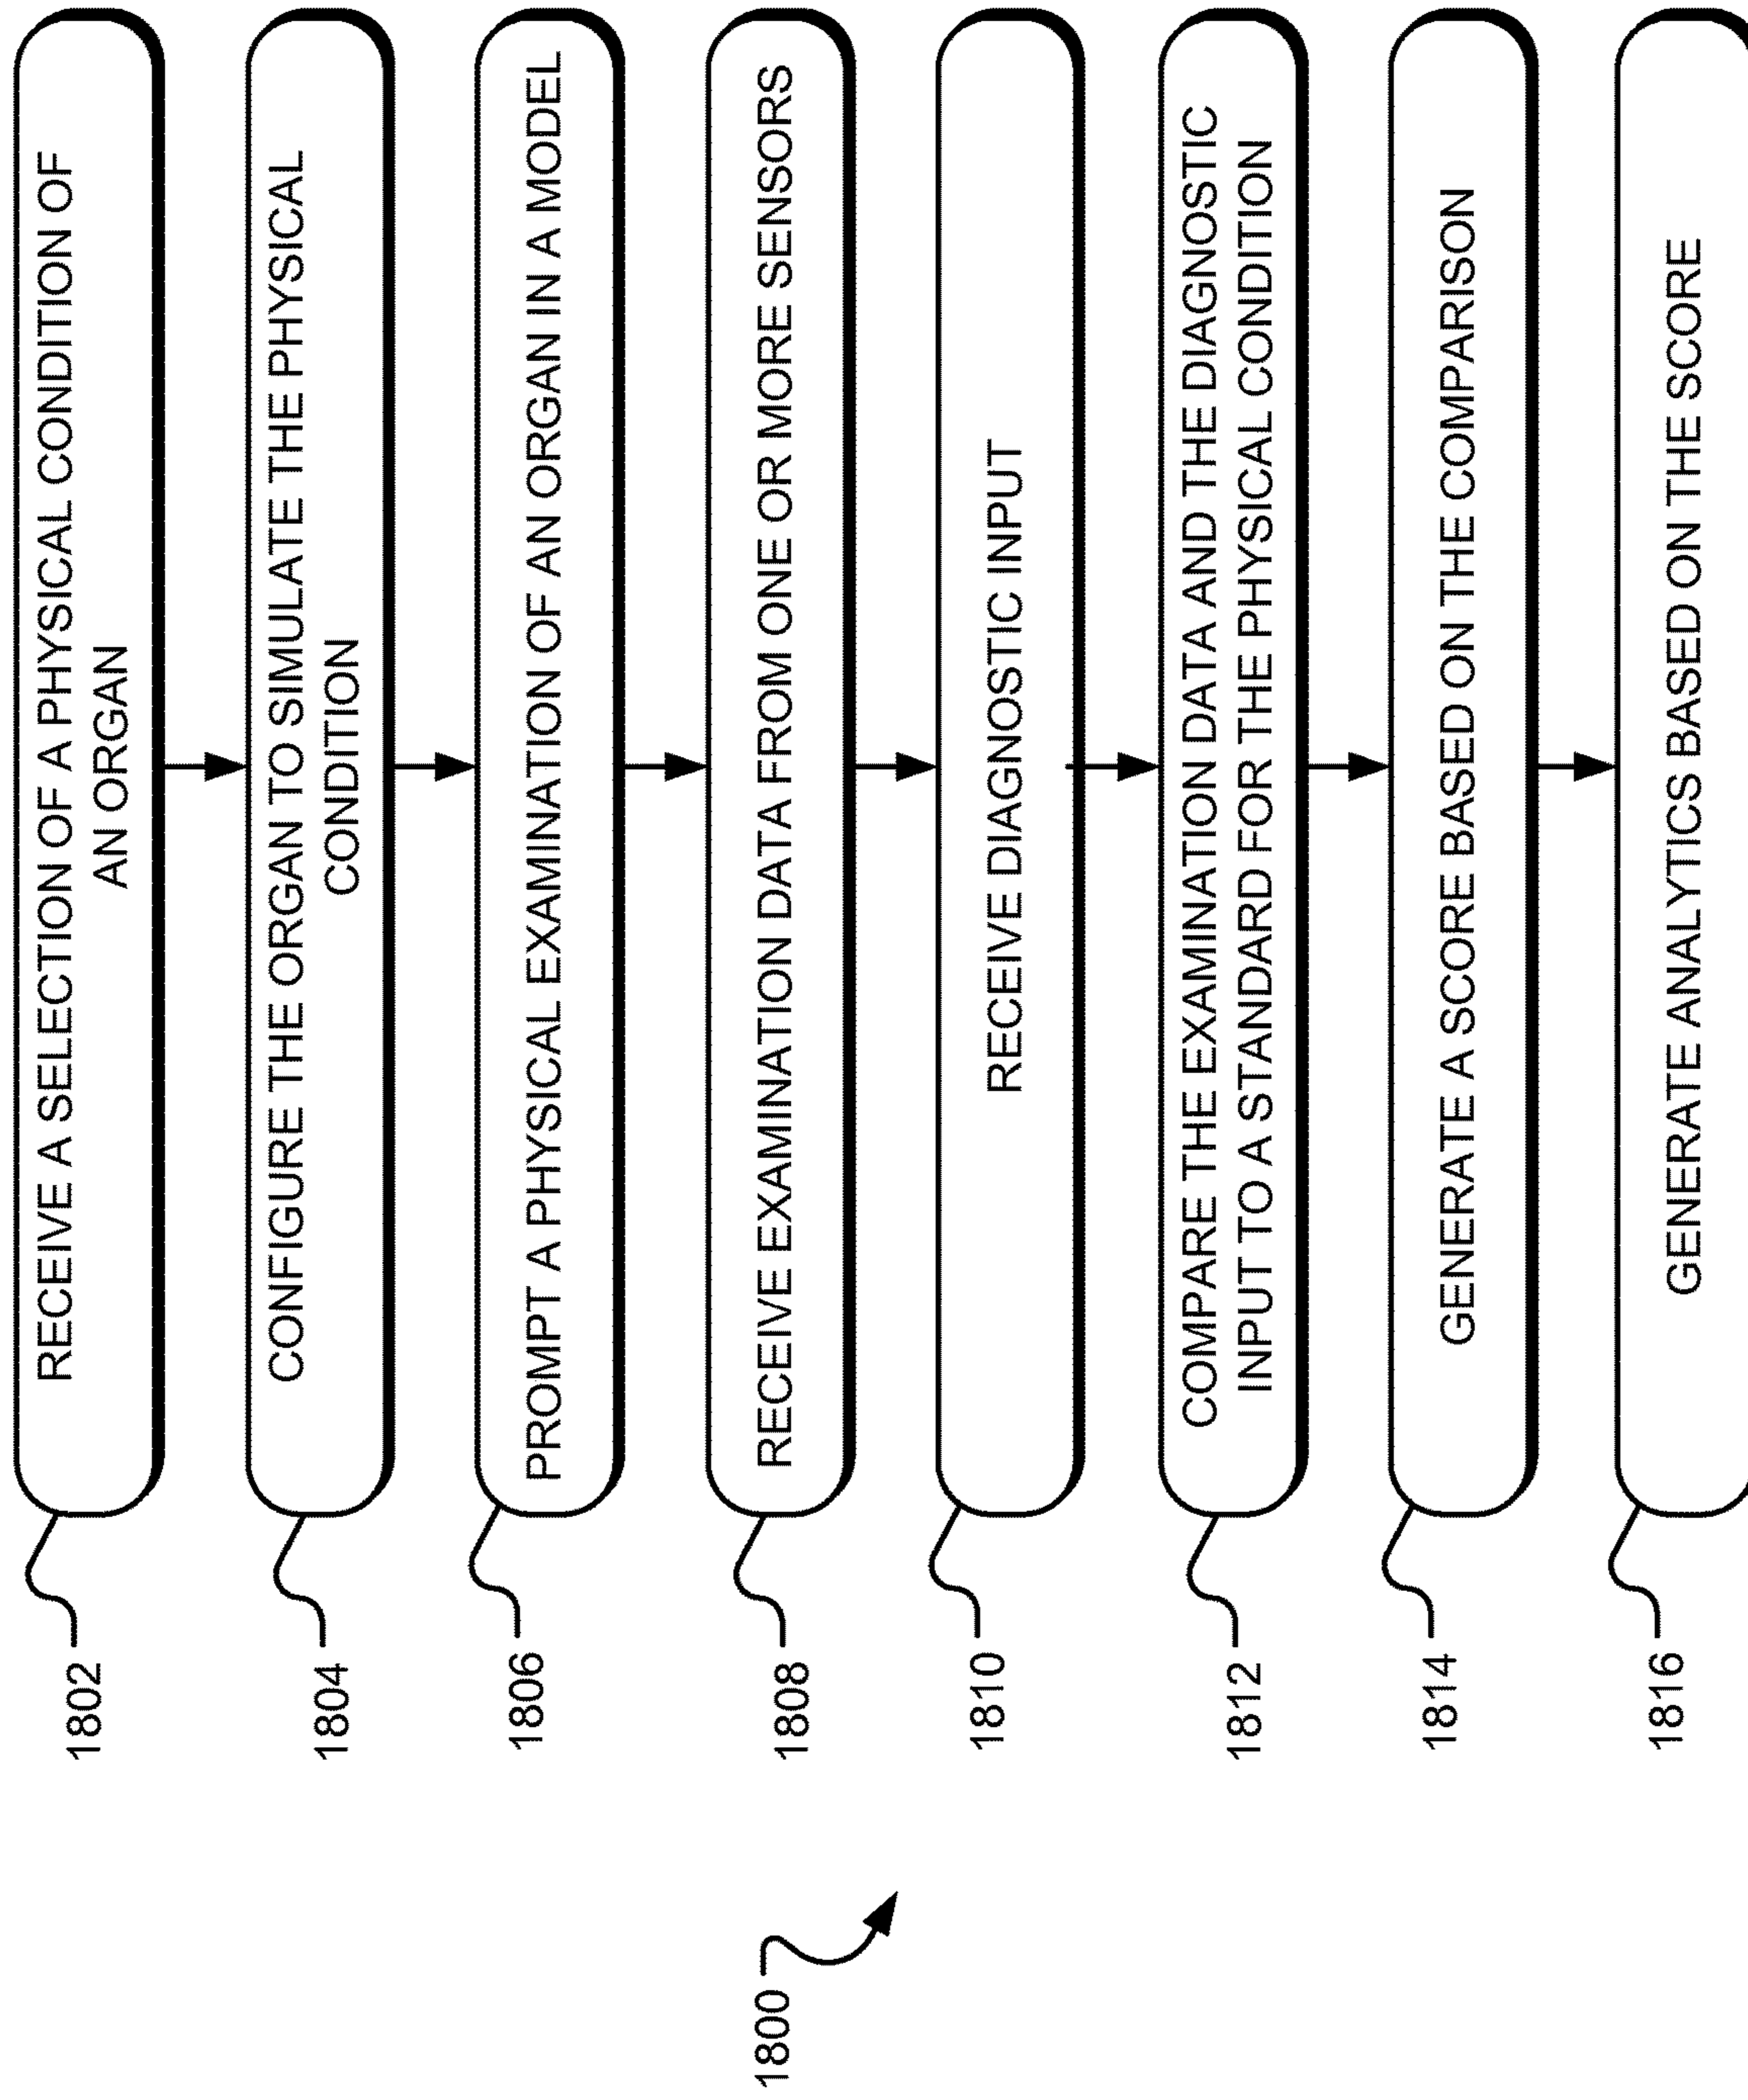 1800
1802
RECEIVE A SELECTION OF A PHYSICAL CONDITION OF
AN ORGAN
1804
CONFIGURE THE ORGAN TO SIMULATE THE PHYSICAL
CONDITION
1806
PROMPT A PHYSICAL EXAMINATION OF AN ORGAN IN A MODEL
1808
RECEIVE EXAMINATION DATA FROM ONE OR MORE SENSORS
1810
RECEIVE DIAGNOSTIC INPUT
1812
COMPARE THE EXAMINATION DATA AND THE DIAGNOSTIC
INPUT TO A STANDARD FOR THE PHYSICAL CONDITION
1814
GENERATE A SCORE BASED ON THE COMPARISON
1816
GENERATE ANALYTICS BASED ON THE SCORE